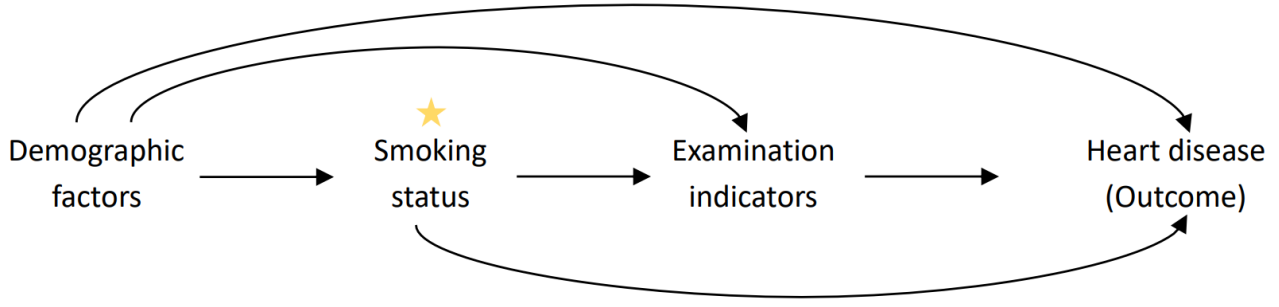 Demographic
factors
Smoking
status
Examination
indicators
Heart disease
(Outcome)